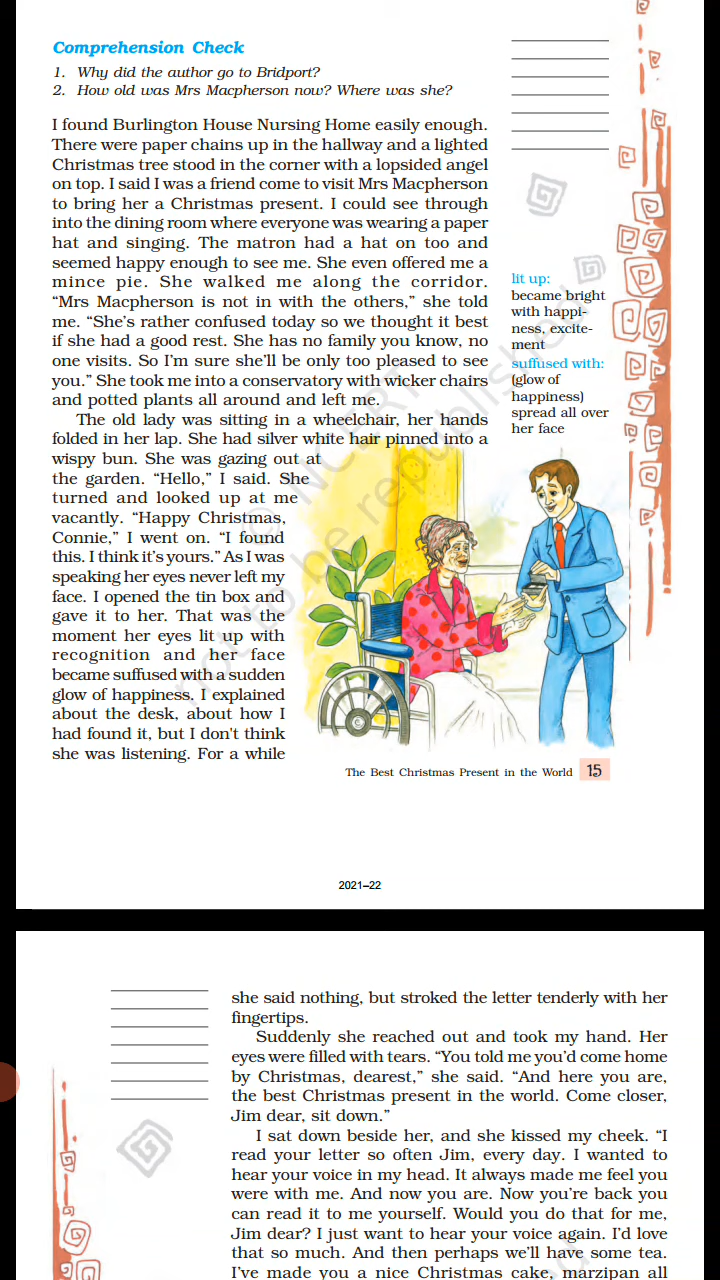 Comprehension Check
1. Why did the author go to Bridport?
2. How old was Mrs Macpherson now? Where was she?
I found Burlington House Nursing Home easily enough.
There were paper chains up in the hallway and a lighted
Christmas tree stood in the corner with a lopsided angel
on top. I said I was a friend come to visit Mrs Macpherson
to bring her a Christmas present. I could see through
into the dining room where everyone was wearing a paper
hat and singing. The matron had a hat on too and
seemed happy enough to see me. She even offered me a
mince pie. She walked me along the corridor.
“Mrs Macpherson is not in with the others,” she told
me. “She’s rather confused today so we thought it best
if she had a good rest. She has no family you know, no
one visits. So I’m sure she’ll be only too pleased to see
you.” She took me into a conservatory with wicker chairs
and potted plants all around and left me.
The old lady was sitting in a wheelchair, her hands
folded in her lap. She had silver white hair pinned into a
wispy bun. She was gazing out at
the garden. “Hello,” I said. She
turned and looked up at me
vacantly. “Happy Christmas,
Connie,” I went on. “I found
this. I think it’s yours.” As I was
speaking her eyes never left my
face. I opened the tin box and
gave it to her. That was the
moment her eyes lit up with
recognition and her face
became suffused with a sudden
glow of happiness. I explained
about the desk, about how I
had found it, but I don't think
she was listening. For a while
lit up:
became bright
with happi-
ness, excite-
ment
suffused with:
(glow of
happiness)
spread all over
her face
© NCERT
not to be republished
The Best Christmas Present in the World 15
2021–22
she said nothing, but stroked the letter tenderly with her
fingertips.
Suddenly she reached out and took my hand. Her
eyes were filled with tears. “You told me you’d come home
by Christmas, dearest,” she said. “And here you are,
the best Christmas present in the world. Come closer,
Jim dear, sit down.”
I sat down beside her, and she kissed my cheek. “I
read your letter so often Jim, every day. I wanted to
hear your voice in my head. It always made me feel you
were with me. And now you are. Now you’re back you
can read it to me yourself. Would you do that for me,
Jim dear? I just want to hear your voice again. I’d love
that so much. And then perhaps we’ll have some tea.
I’ve made you a nice Christmas cake, marzipan all